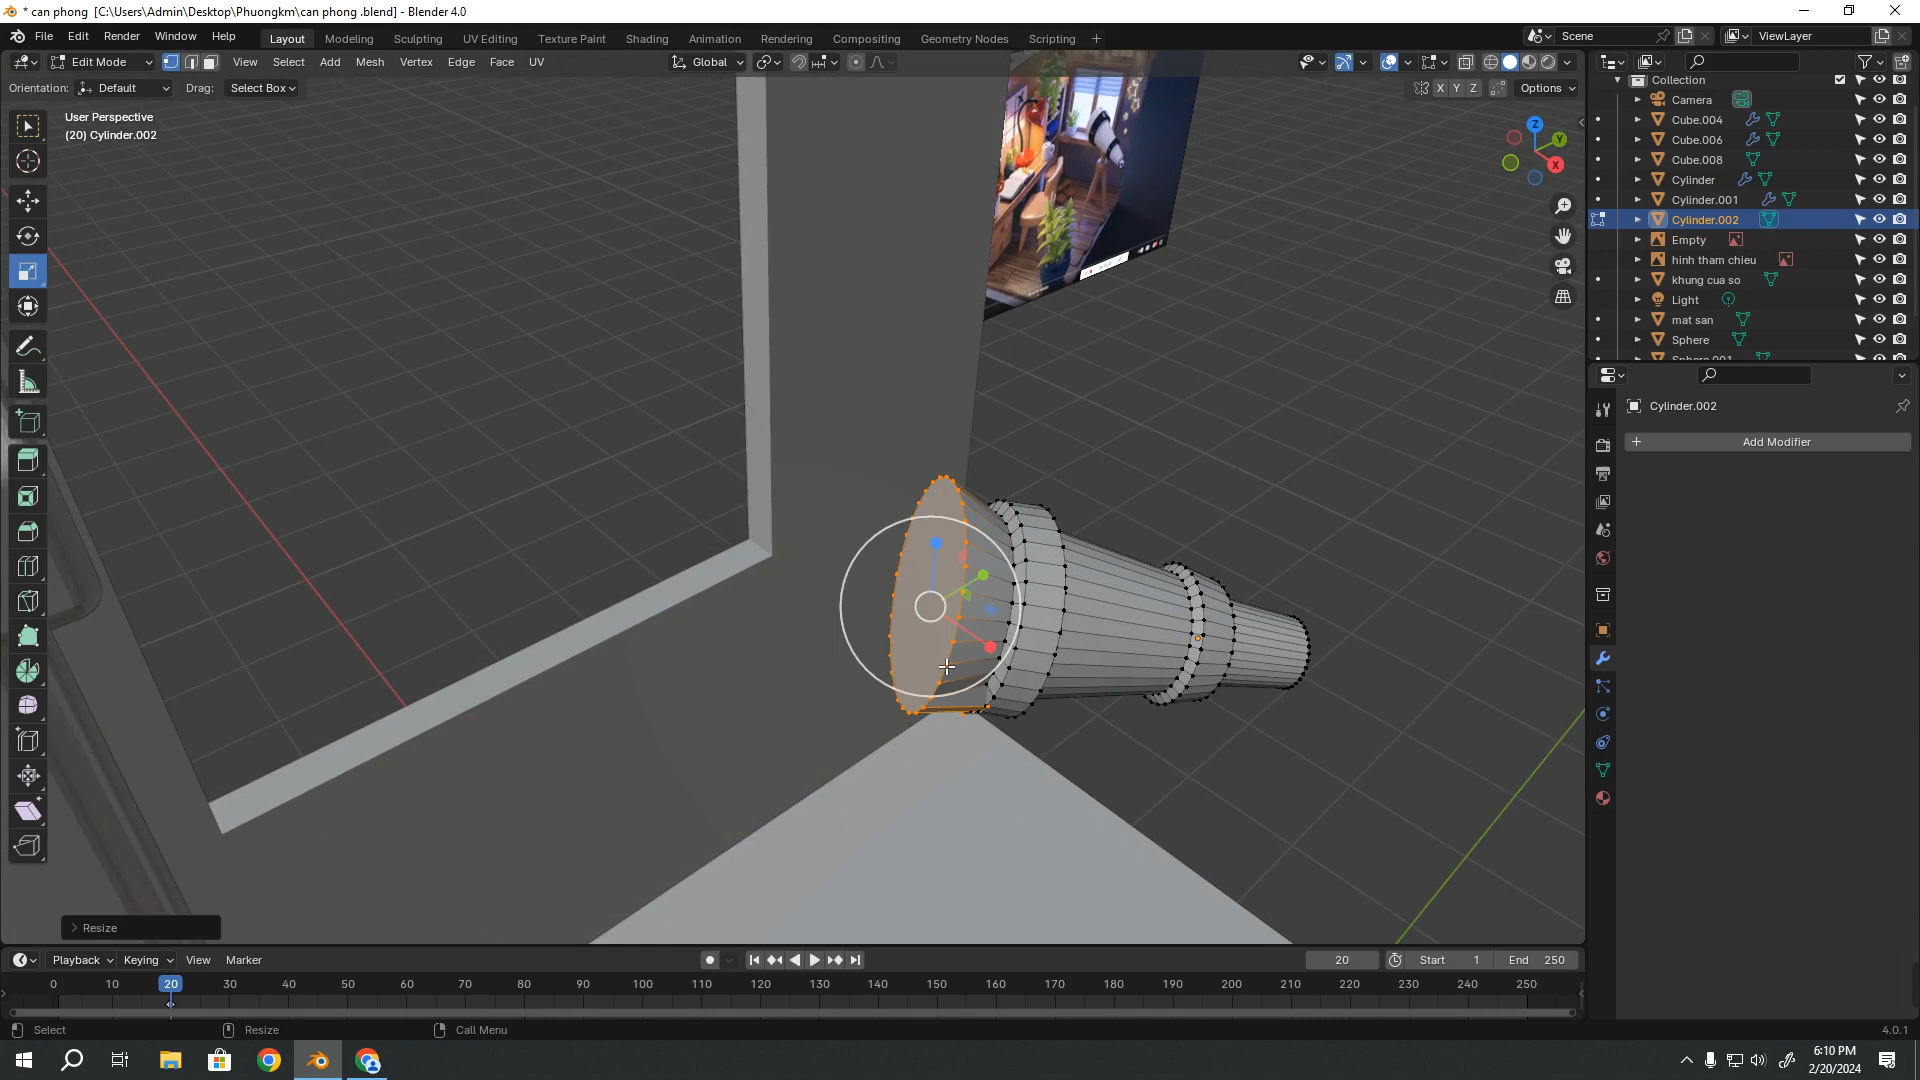 * can phong  [C:\Users\Admin\Desktop\Phuongkm\can phong .blend] - Blender 4.0
File Edit Render Window Help
Layout Modeling Sculpting UV Editing Texture Paint Shading Animation Rendering Compositing Geometry Nodes Scripting +
Scene
ViewLayer
Edit Mode View Select Add Mesh Vertex Edge Face UV
Global
Orientation: Default Drag: Select Box
X Y Z Options
User Perspective
(20) Cylinder.002
Z
Y
X
Collection
Camera
Cube.004
Cube.006
Cube.008
Cylinder
Cylinder.001
Cylinder.002
Empty
hinh tham chieu
khung cua so
Light
mat san
Sphere
Sphere.001
Cylinder.002
+ Add Modifier
Resize
Playback Keying View Marker
20 Start 1 End 250
0 10 20 30 40 50 60 70 80 90 100 110 120 130 140 150 160 170 180 190 200 210 220 230 240 250
Select Resize Call Menu
4.0.1
6:10 PM
2/20/2024